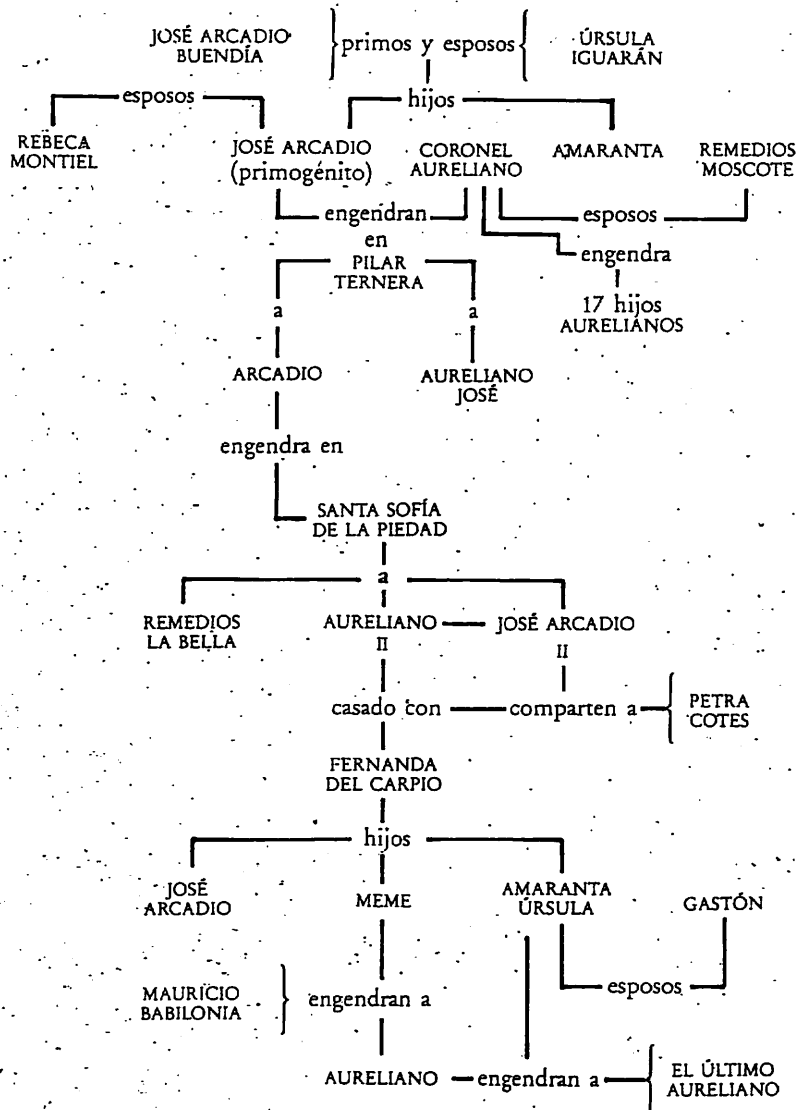 JOSÉ ARCADIO
BUENDÍA
primos y esposos
ÚRSULA
IGUARÁN
esposos
hijos
REBECA
MONTIEL
JOSÉ ARCADIO
(primogénito)
CORONEL
AURELIANO
AMARANTA
REMEDIOS
MOSCOTE
engendran
en
PILAR
TERNERA
esposos
engendra
17 hijos
AURELIANOS
a
a
ARCADIO
AURELIANO
JOSÉ
engendra en
SANTA SOFÍA
DE LA PIEDAD
a
REMEDIOS
LA BELLA
AURELIANO
II
JOSÉ ARCADIO
II
casado con
comparten a
PETRA
COTES
FERNANDA
DEL CARPIO
hijos
JOSÉ
ARCADIO
MEME
AMARANTA
ÚRSULA
GASTÓN
MAURICIO
BABILONIA
engendran a
esposos
AURELIANO
engendran a
EL ÚLTIMO
AURELIANO